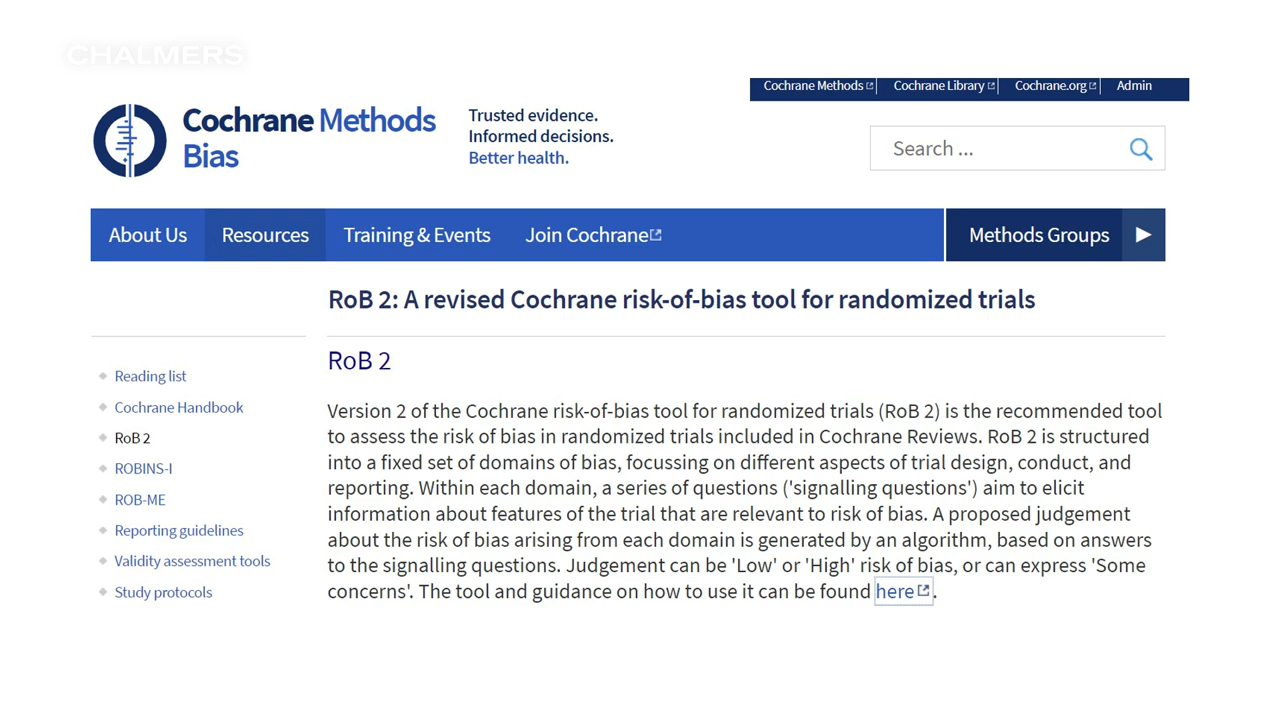 CHALMERS
Cochrane Methods
Cochrane Library
Cochrane.org
Admin
Cochrane Methods
Bias
Trusted evidence.
Informed decisions.
Better health.
Search ...
About Us
Resources
Training & Events
Join Cochrane
Methods Groups
RoB 2: A revised Cochrane risk-of-bias tool for randomized trials
Reading list
Cochrane Handbook
RoB 2
ROBINS-I
ROB-ME
Reporting guidelines
Validity assessment tools
Study protocols
RoB 2
Version 2 of the Cochrane risk-of-bias tool for randomized trials (RoB 2) is the recommended tool
to assess the risk of bias in randomized trials included in Cochrane Reviews. RoB 2 is structured
into a fixed set of domains of bias, focussing on different aspects of trial design, conduct, and
reporting. Within each domain, a series of questions ('signalling questions') aim to elicit
information about features of the trial that are relevant to risk of bias. A proposed judgement
about the risk of bias arising from each domain is generated by an algorithm, based on answers
to the signalling questions. Judgement can be 'Low' or 'High' risk of bias, or can express 'Some
concerns'. The tool and guidance on how to use it can be found here.